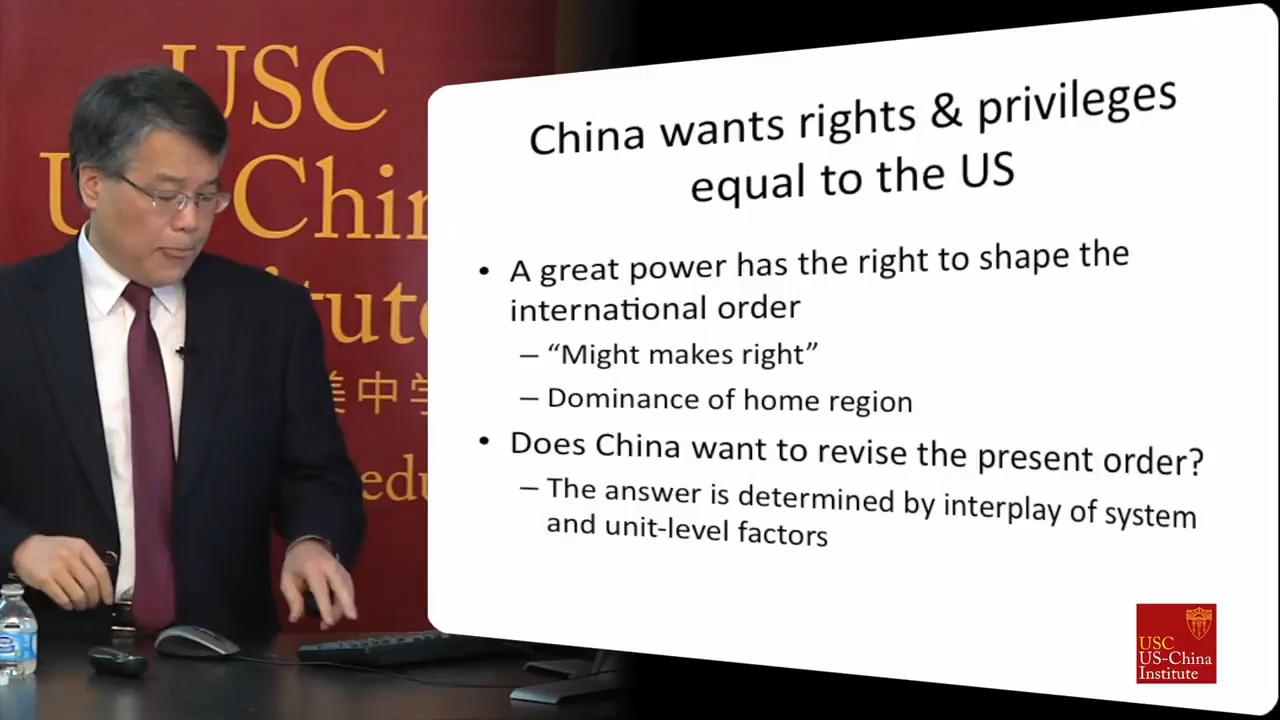 USC
U Chin
tute
美中学
edu
China wants rights & privileges
equal to the US
• A great power has the right to shape the
international order
– “Might makes right”
– Dominance of home region
• Does China want to revise the present order?
– The answer is determined by interplay of system
and unit-level factors
USC
US-China
Institute